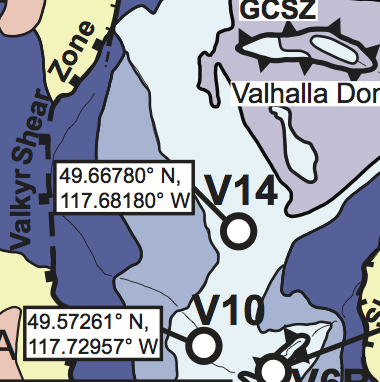 GCSZ
Valkyr Shear Zone
Valhalla Dor
49.66780° N,
117.68180° W
V14
49.57261° N,
117.72957° W
V10
A